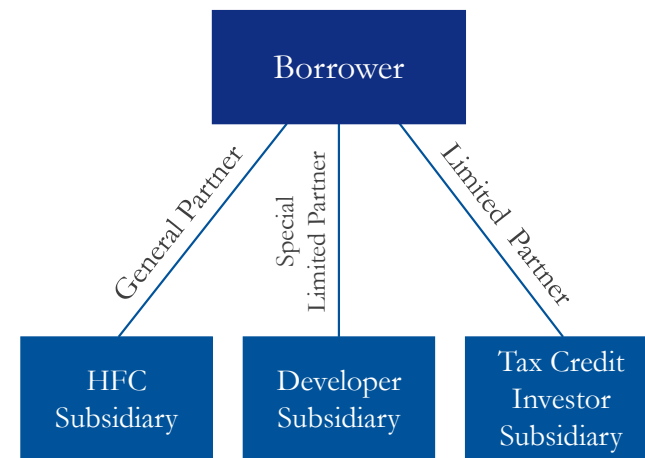 Borrower
General Partner
Special
Limited Partner
Limited Partner
HFC
Subsidiary
Developer
Subsidiary
Tax Credit
Investor
Subsidiary